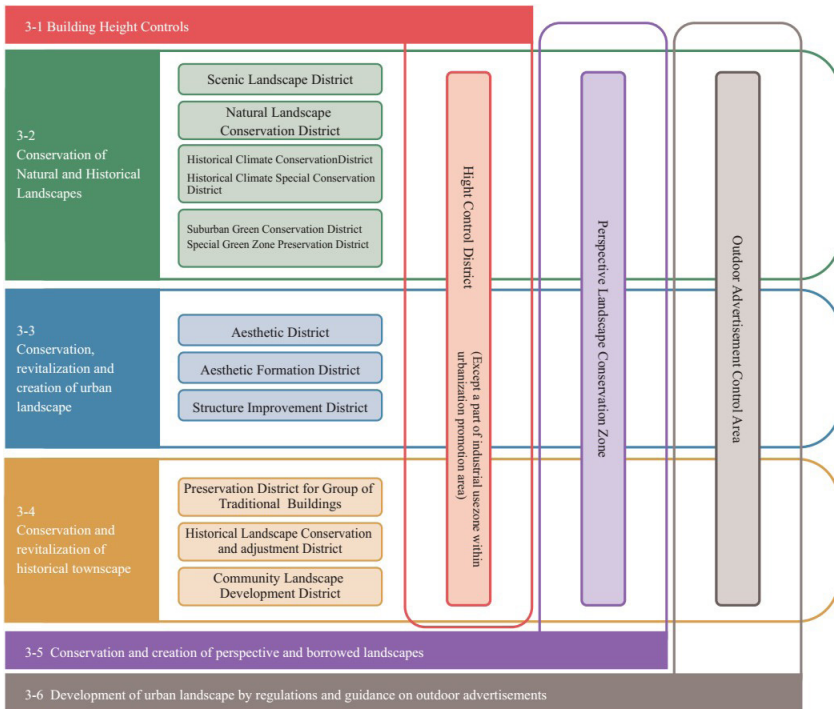 3-1 Building Height Controls
3-2
Conservation of
Natural and Historical
Landscapes
Scenic Landscape District
Natural Landscape
Conservation District
Historical Climate ConservationDistrict
Historical Climate Special Conservation
District
Suburban Green Conservation District
Special Green Zone Preservation District
3-3
Conservation,
revitalization and
creation of urban
landscape
Aesthetic District
Aesthetic Formation District
Structure Improvement District
3-4
Conservation and
revitalization of
historical townscape
Preservation District for Group of
Traditional Buildings
Historical Landscape Conservation
and adjustment District
Community Landscape
Development District
Hight Control District
(Except a part of industrial usezone within
urbanization promotion area)
Perspective Landscape Conservation Zone
Outdoor Advertisement Control Area
3-5 Conservation and creation of perspective and borrowed landscapes
3-6 Development of urban landscape by regulations and guidance on outdoor advertisements